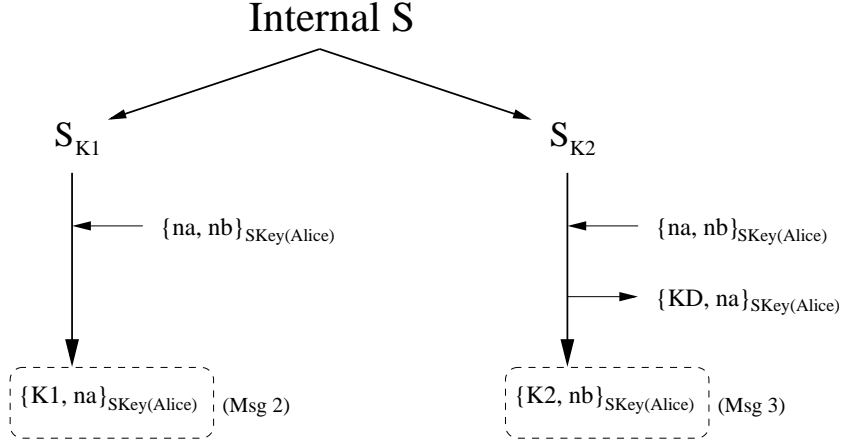 Internal S
S_K1 S_K2
{na, nb}_SKey(Alice) {na, nb}_SKey(Alice)
{KD, na}_SKey(Alice)
{K1, na}_SKey(Alice) (Msg 2) {K2, nb}_SKey(Alice) (Msg 3)